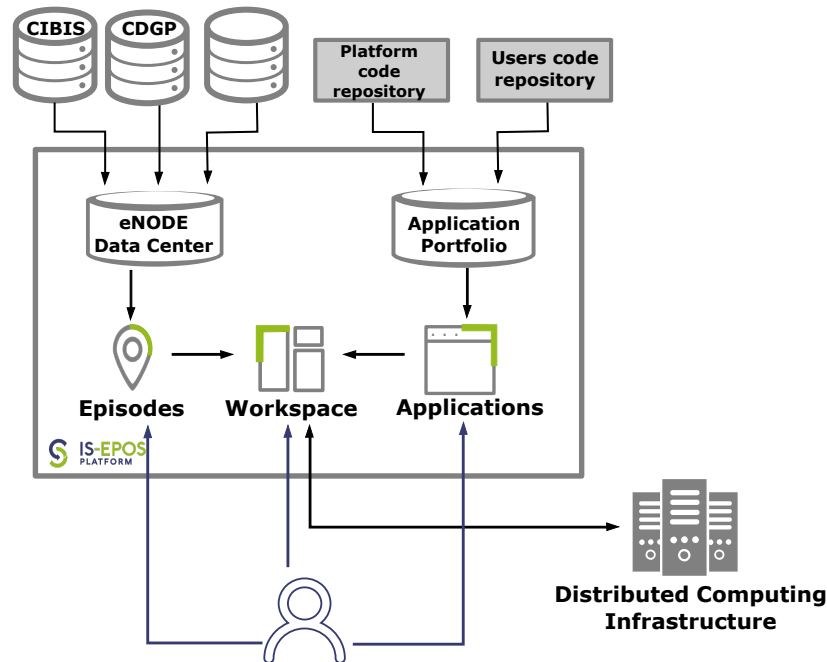 CIBIS
CDGP
Platform
code
repository
Users code
repository
eNODE
Data Center
Application
Portfolio
Episodes
Workspace
Applications
IS-EPOS
PLATFORM
Distributed Computing
Infrastructure